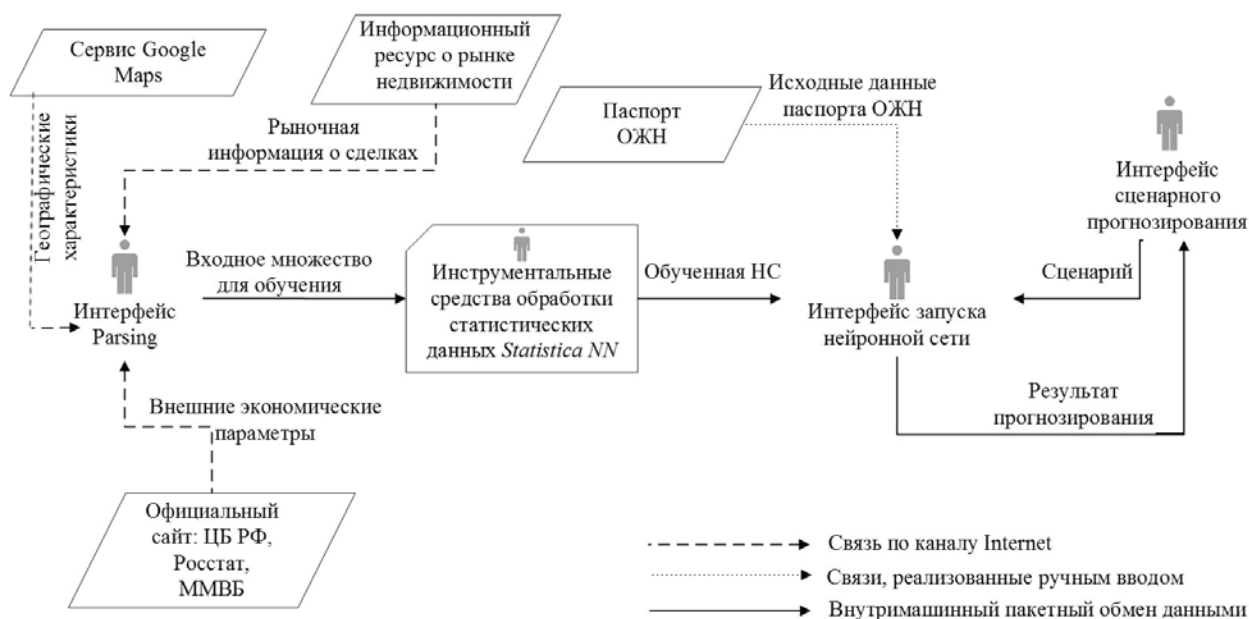 Сервис Google
Maps
Информационный
ресурс о рынке
недвижимости
Паспорт
ОЖН
Исходные данные
паспорта ОЖН
Географические
характеристики
Рыночная
информация о сделках
Интерфейс
сценарного
прогнозирования
Входное множество
для обучения
Инструментальные
средства обработки
статистических
данных Statistica NN
Обученная НС
Сценарий
Интерфейс
Parsing
Интерфейс запуска
нейронной сети
Внешние экономические
параметры
Результат
прогнозирования
Официальный
сайт: ЦБ РФ,
Росстат,
ММВБ
Связь по каналу Internet
Связи, реализованные ручным вводом
Внутримашинный пакетный обмен данными